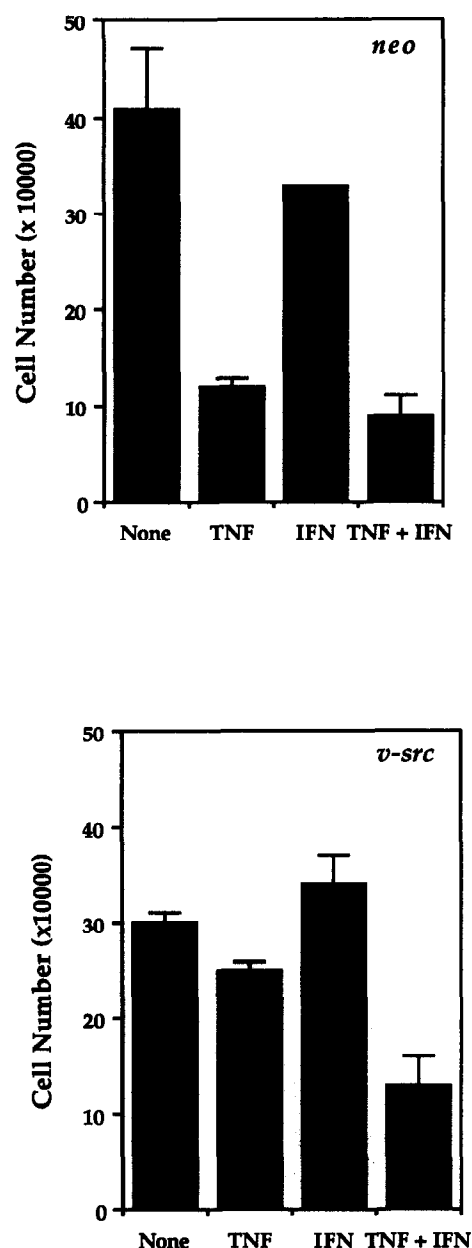 neo
50
40
30
20
10
0
Cell Number (x 10000)
None TNF IFN TNF + IFN
v-src
50
40
30
20
10
0
Cell Number (x10000)
None TNF IFN TNF + IFN